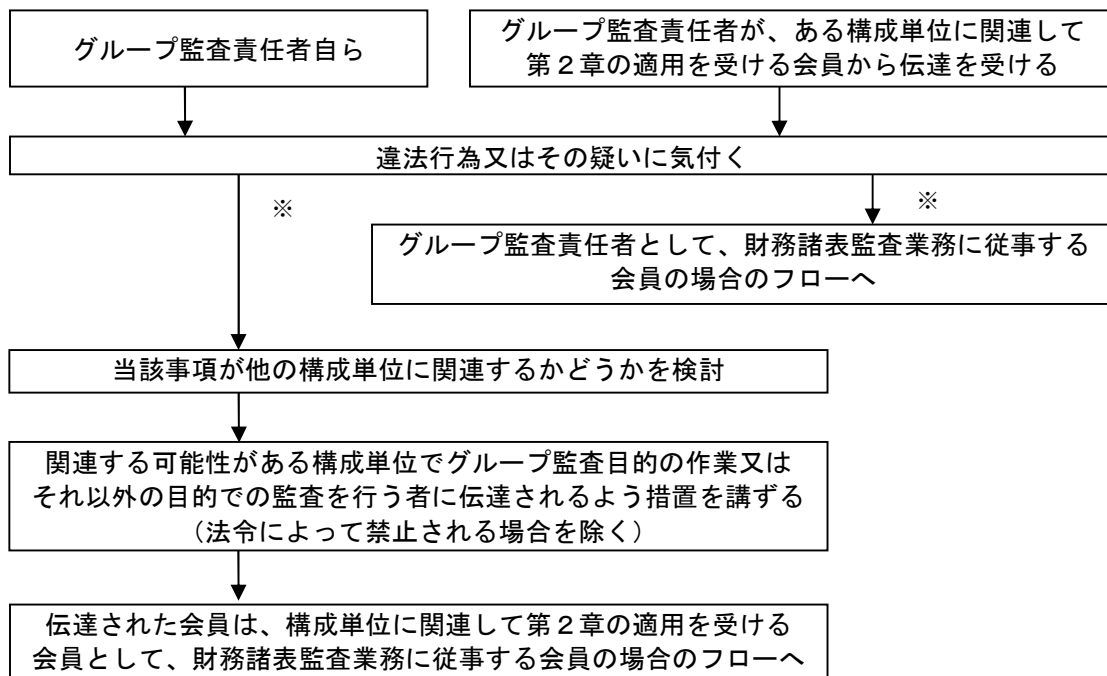 グループ監査責任者自ら
グループ監査責任者が、ある構成単位に関連して
第２章の適用を受ける会員から伝達を受ける
違法行為又はその疑いに気付く
※
※
グループ監査責任者として、財務諸表監査業務に従事する
会員の場合のフローへ
当該事項が他の構成単位に関連するかどうかを検討
関連する可能性がある構成単位でグループ監査目的の作業又は
それ以外の目的での監査を行う者に伝達されるよう措置を講ずる
（法令によって禁止される場合を除く）
伝達された会員は、構成単位に関連して第２章の適用を受ける
会員として、財務諸表監査業務に従事する会員の場合のフローへ